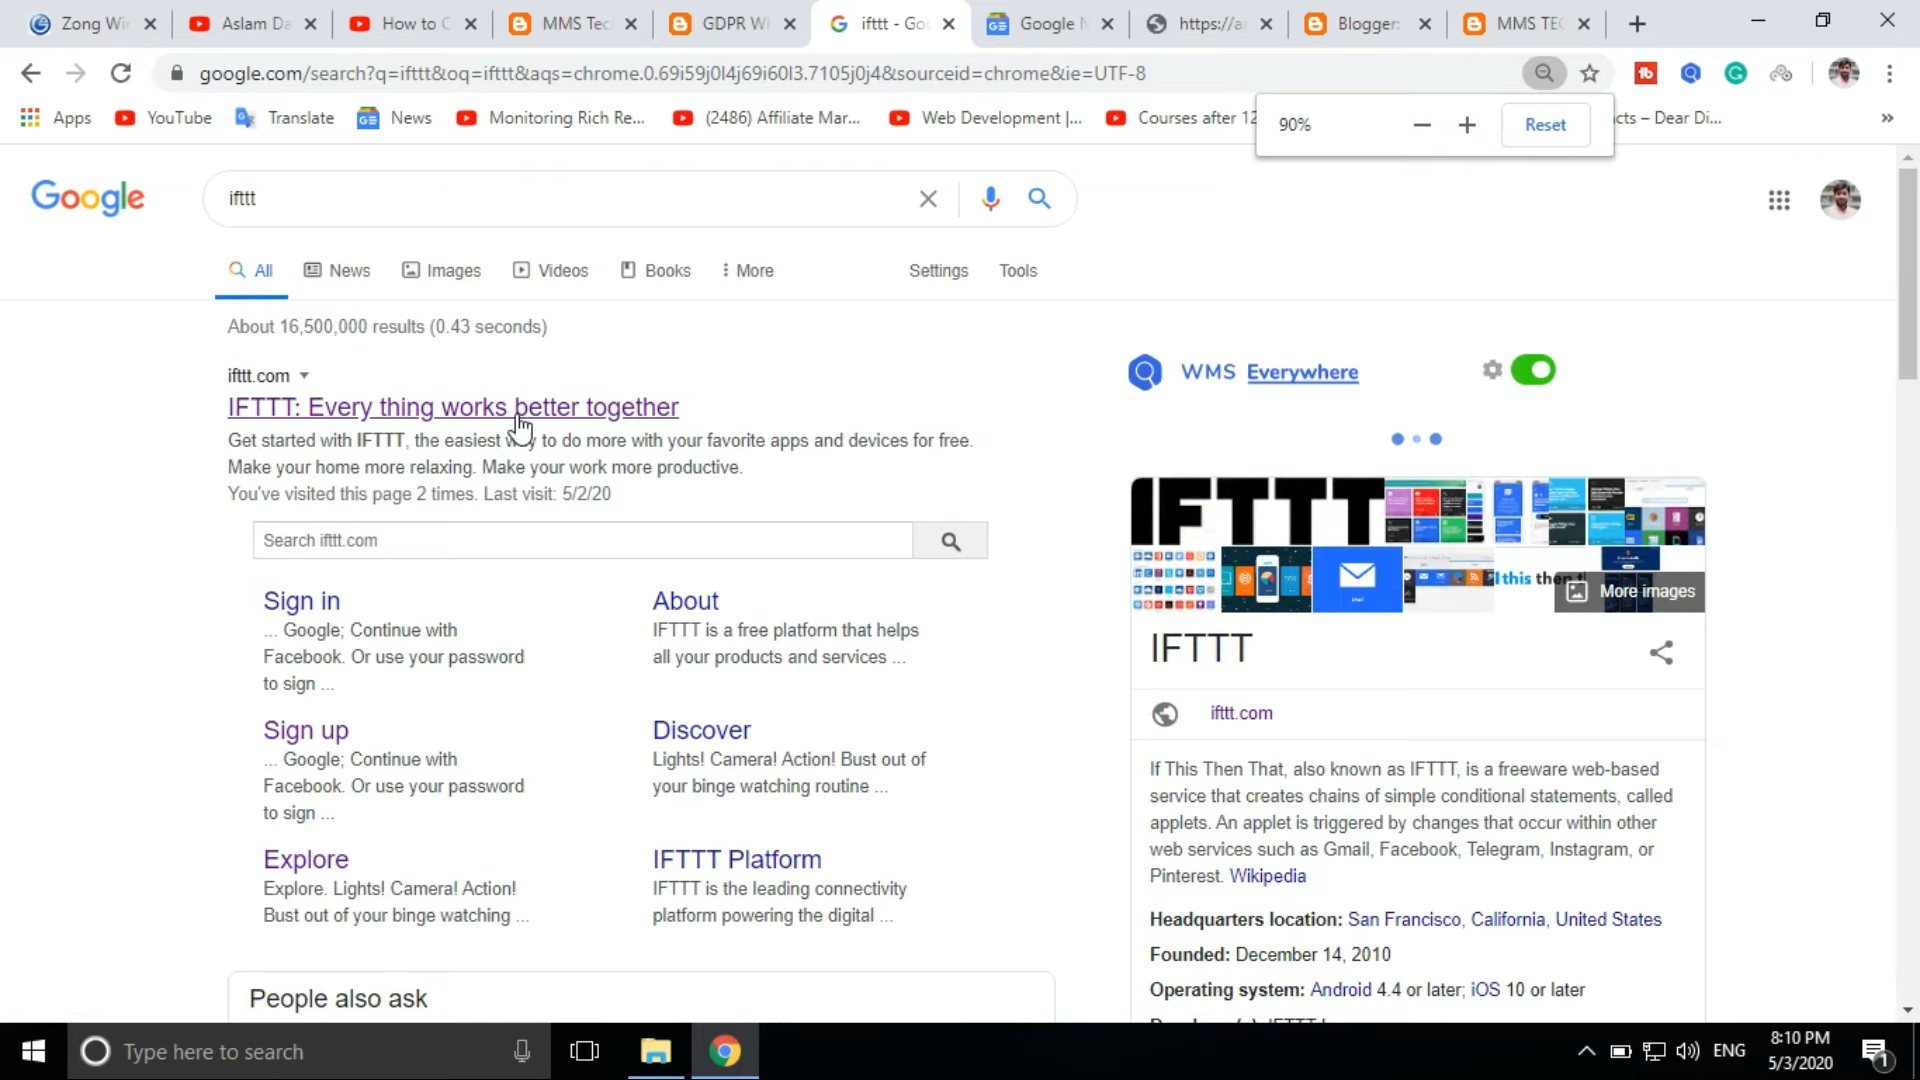 Zong Wi
Aslam Da
How to C
MMS Tec
GDPR W
ifttt - Go
Google N
https://a
Blogger:
MMS TE
google.com/search?q=ifttt&oq=ifttt&aqs=chrome.0.69i59j0l4j69i60l3.7105j0j4&sourceid=chrome&ie=UTF-8
Apps
YouTube
Translate
News
Monitoring Rich Re...
(2486) Affiliate Mar...
Web Development |...
Courses after 12
cts – Dear Di...
90%
Reset
Google
ifttt
All
News
Images
Videos
Books
More
Settings
Tools
About 16,500,000 results (0.43 seconds)
ifttt.com
IFTTT: Every thing works better together
Get started with IFTTT, the easiest way to do more with your favorite apps and devices for free.
Make your home more relaxing. Make your work more productive.
You've visited this page 2 times. Last visit: 5/2/20
Search ifttt.com
Sign in
... Google; Continue with
Facebook. Or use your password
to sign ...
About
IFTTT is a free platform that helps
all your products and services ...
Sign up
... Google; Continue with
Facebook. Or use your password
to sign ...
Discover
Lights! Camera! Action! Bust out of
your binge watching routine ...
Explore
Explore. Lights! Camera! Action!
Bust out of your binge watching ...
IFTTT Platform
IFTTT is the leading connectivity
platform powering the digital ...
People also ask
WMS Everywhere
IFTTT
this then
More images
IFTTT
ifttt.com
If This Then That, also known as IFTTT, is a freeware web-based
service that creates chains of simple conditional statements, called
applets. An applet is triggered by changes that occur within other
web services such as Gmail, Facebook, Telegram, Instagram, or
Pinterest. Wikipedia
Headquarters location: San Francisco, California, United States
Founded: December 14, 2010
Operating system: Android 4.4 or later; iOS 10 or later
Type here to search
ENG
8:10 PM
5/3/2020
1